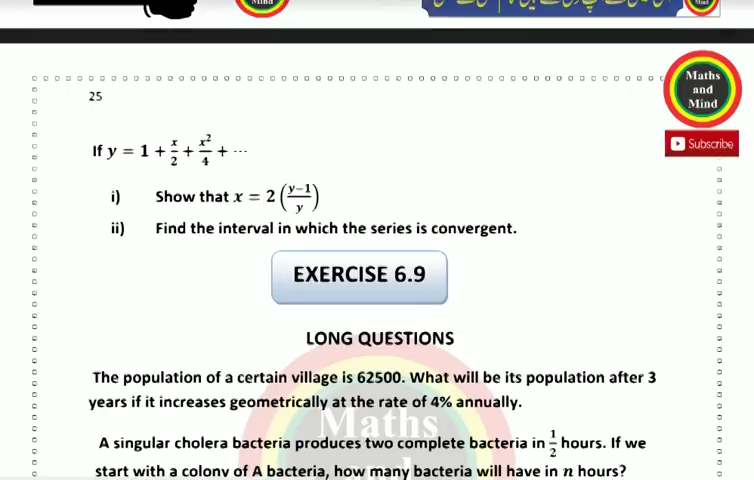 Mind
Maths
and
Mind
Subscribe
25
If y = 1 + x/2 + x²/4 + ⋯
i) Show that x = 2 ((y−1)/y)
ii) Find the interval in which the series is convergent.
EXERCISE 6.9
LONG QUESTIONS
The population of a certain village is 62500. What will be its population after 3
years if it increases geometrically at the rate of 4% annually.
Maths
A singular cholera bacteria produces two complete bacteria in 1/2 hours. If we
start with a colony of A bacteria, how many bacteria will have in n hours?
and